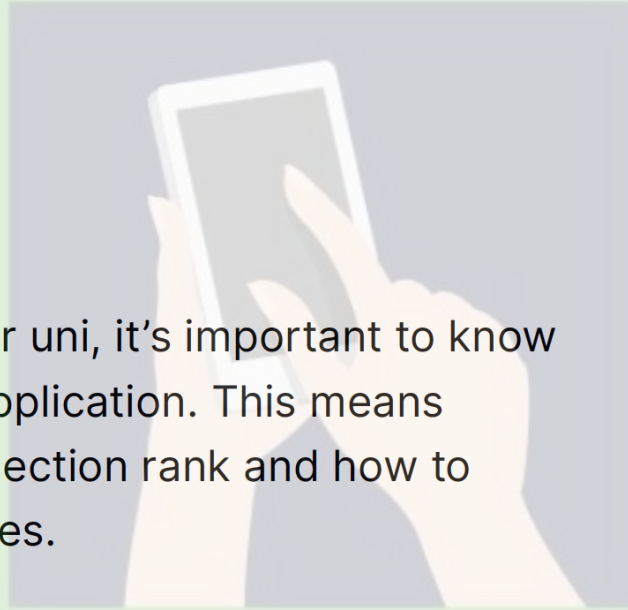 r uni, it’s important to know
pplication. This means
ection rank and how to
es.